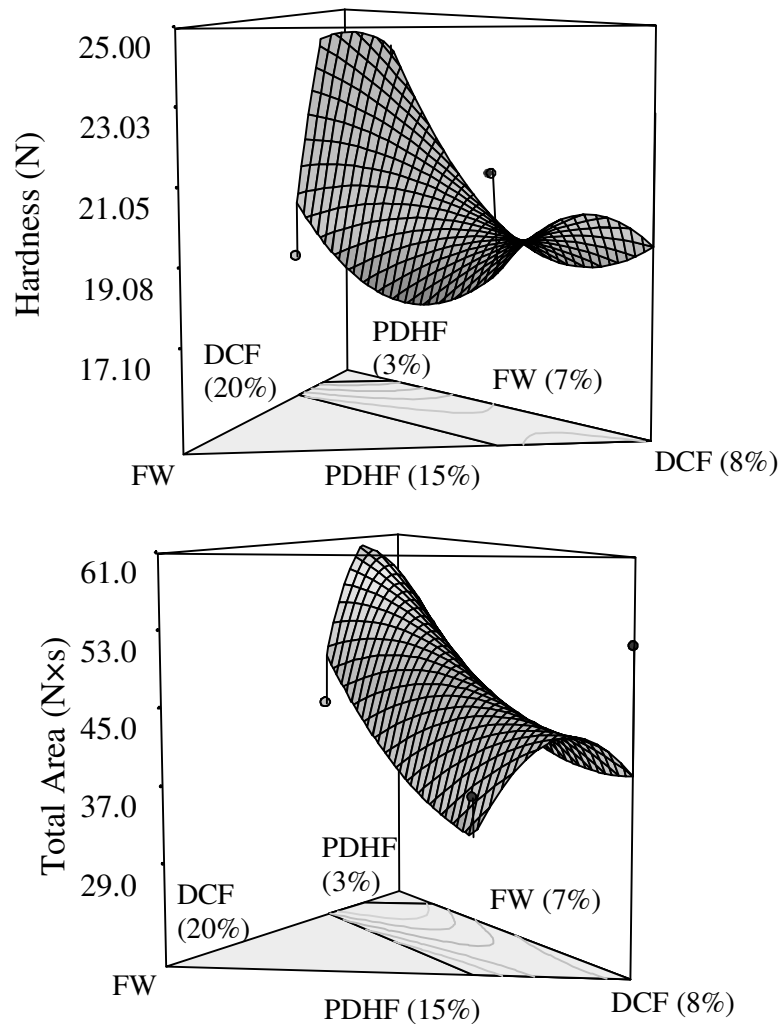 Hardness (N)
25.00
23.03
21.05
19.08
17.10
DCF
(20%)
PDHF
(3%)
FW (7%)
FW
PDHF (15%)
DCF (8%)
Total Area (N×s)
61.0
53.0
45.0
37.0
29.0
PDHF
(3%)
DCF
(20%)
FW (7%)
FW
PDHF (15%)
DCF (8%)